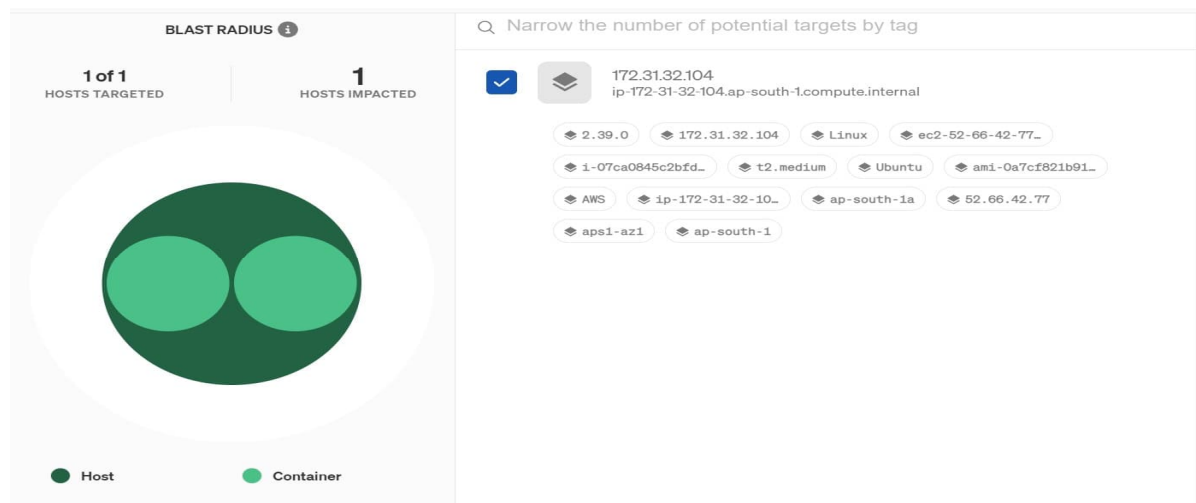 BLAST RADIUS i
1 of 1
HOSTS TARGETED
1
HOSTS IMPACTED
Host
Container
Narrow the number of potential targets by tag
172.31.32.104
ip-172-31-32-104.ap-south-1.compute.internal
2.39.0 172.31.32.104 Linux ec2-52-66-42-77…
i-07ca0845c2bfd… t2.medium Ubuntu ami-0a7cf821b91…
AWS ip-172-31-32-10… ap-south-1a 52.66.42.77
aps1-az1 ap-south-1